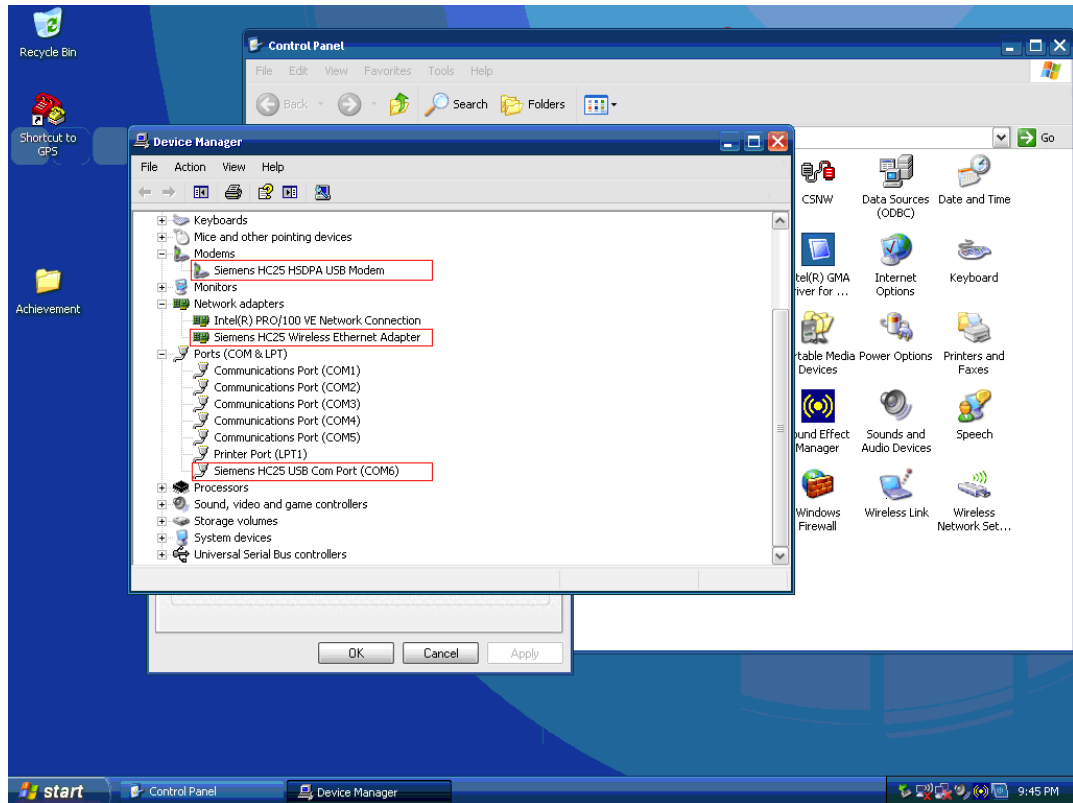 Recycle Bin
Shortcut to
GPS
Achievement
Control Panel
File Edit View Favorites Tools Help
Back Search Folders
Go
CSNW
Data Sources
(ODBC)
Date and Time
tel(R) GMA
iver for ...
Internet
Options
Keyboard
rtable Media
Devices
Power Options
Printers and
Faxes
und Effect
Manager
Sounds and
Audio Devices
Speech
Windows
Firewall
Wireless Link
Wireless
Network Set...
Device Manager
File Action View Help
Keyboards
Mice and other pointing devices
Modems
Siemens HC25 HSDPA USB Modem
Monitors
Network adapters
Intel(R) PRO/100 VE Network Connection
Siemens HC25 Wireless Ethernet Adapter
Ports (COM & LPT)
Communications Port (COM1)
Communications Port (COM2)
Communications Port (COM3)
Communications Port (COM4)
Communications Port (COM5)
Printer Port (LPT1)
Siemens HC25 USB Com Port (COM6)
Processors
Sound, video and game controllers
Storage volumes
System devices
Universal Serial Bus controllers
OK Cancel Apply
start Control Panel Device Manager 9:45 PM